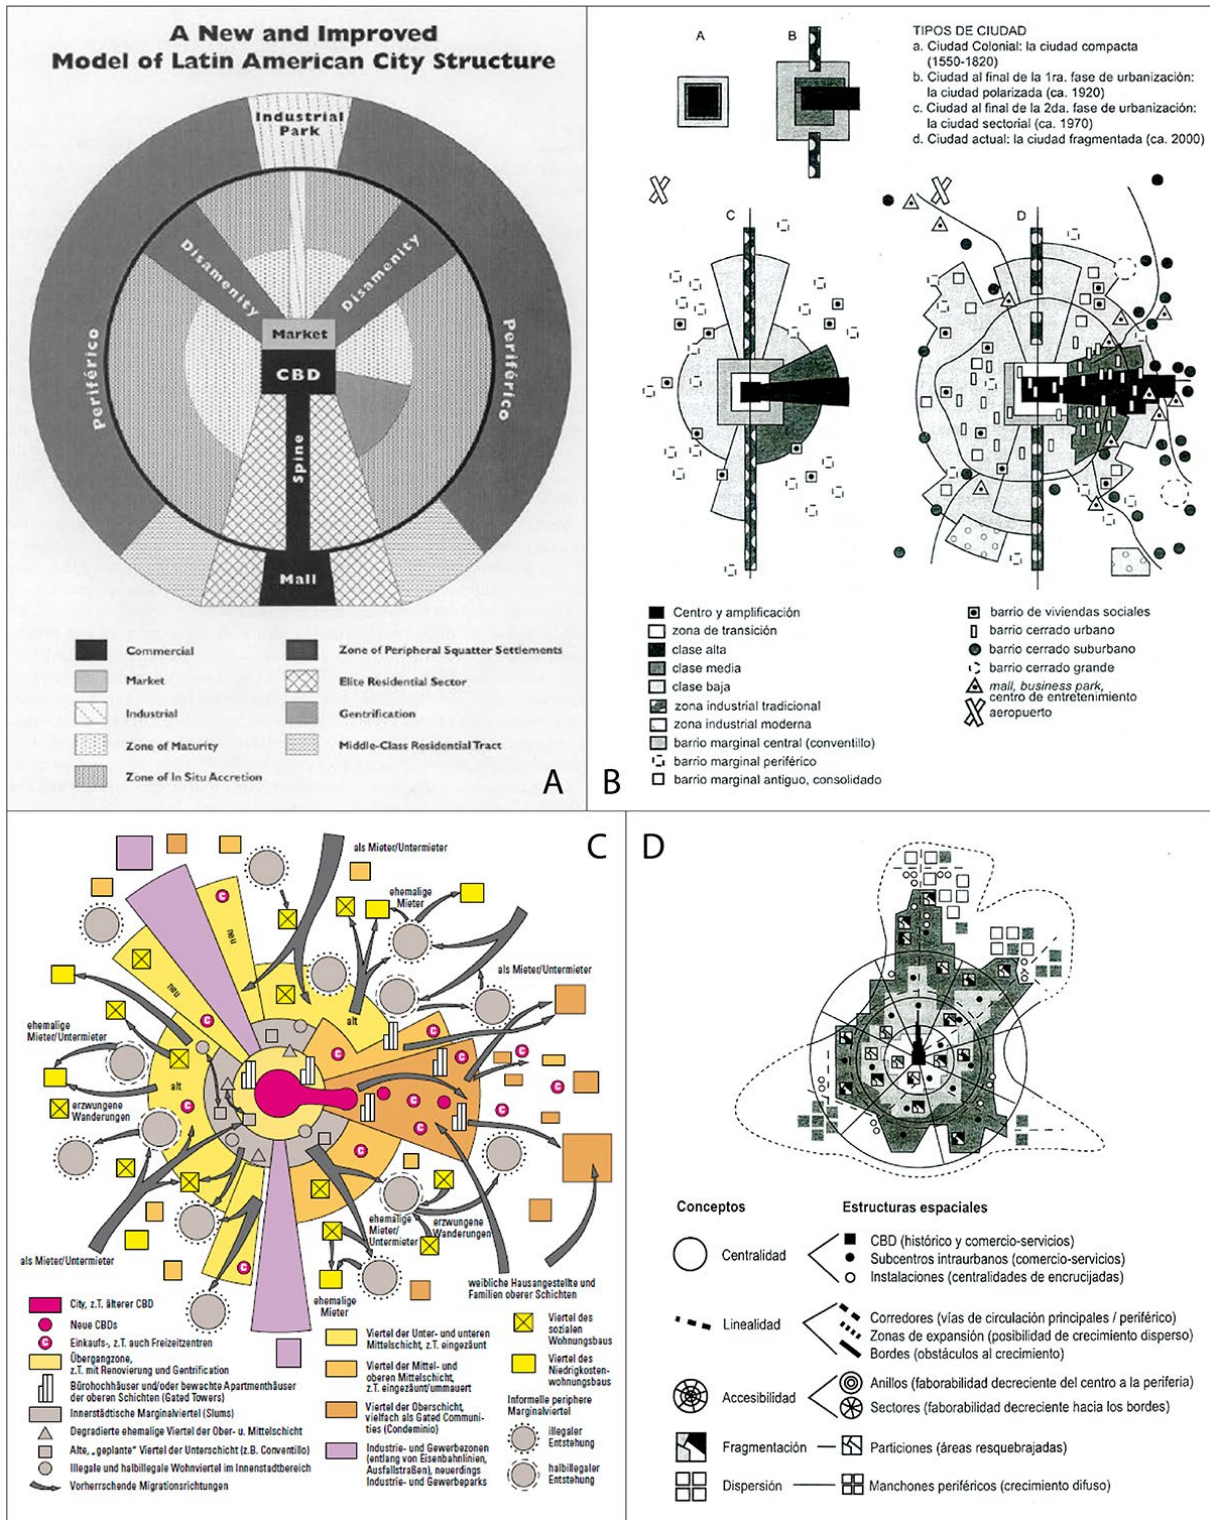 A New and Improved
Model of Latin American City Structure
Industrial
Park
Disamenity
Disamenity
Market
CBD
Periférico
Periférico
Spine
Mall
Commercial
Market
Industrial
Zone of Maturity
Zone of In Situ Accretion
Zone of Peripheral Squatter Settlements
Elite Residential Sector
Gentrification
Middle-Class Residential Tract
A
A
B
TIPOS DE CIUDAD
a. Ciudad Colonial: la ciudad compacta
(1550-1820)
b. Ciudad al final de la 1ra. fase de urbanización:
la ciudad polarizada (ca. 1920)
c. Ciudad al final de la 2da. fase de urbanización:
la ciudad sectorial (ca. 1970)
d. Ciudad actual: la ciudad fragmentada (ca. 2000)
C
D
Centro y amplificación
zona de transición
clase alta
clase media
clase baja
zona industrial tradicional
zona industrial moderna
barrio marginal central (conventillo)
barrio marginal periférico
barrio marginal antiguo, consolidado
barrio de viviendas sociales
barrio cerrado urbano
barrio cerrado suburbano
barrio cerrado grande
mall, business park,
centro de entretenimiento
aeropuerto
B
C
als Mieter/Untermieter
ehemalige
Mieter
als Mieter/Untermieter
neu
neu
alt
alt
ehemalige
Mieter/Untermieter
erzwungene
Wanderungen
als Mieter/Untermieter
ehemalige
Mieter/
Untermieter
erzwungene
Wanderungen
ehemalige
Mieter
weibliche Hausangestellte und
Familien oberer Schichten
C
C
C
C
C
C
C
C
C
C
C
C
C
C
City, z.T. älterer CBD
Neue CBDs
C Einkaufs-, z.T. auch Freizeitzentren
Übergangzone,
z.T. mit Renovierung und Gentrification
Bürohochhäuser und/oder bewachte Apartmenthäuser
der oberen Schichten (Gated Towers)
Innerstädtische Marginalviertel (Slums)
Degradierte ehemalige Viertel der Ober- u. Mittelschicht
Alte, „geplante" Viertel der Unterschicht (z.B. Conventillo)
Illegale und halbillegale Wohnviertel im Innenstadtbereich
Vorherrschende Migrationsrichtungen
Viertel der Unter- und unteren
Mittelschicht, z.T. eingezäunt
Viertel der Mittel- und
oberen Mittelschicht,
z.T. eingezäunt/ummauert
Viertel der Oberschicht,
vielfach als Gated Communi-
ties (Condominio)
Industrie- und Gewerbezonen
(entlang von Eisenbahnlinien,
Ausfallstraßen), neuerdings
Industrie- und Gewerbeparks
Viertel des
sozialen
Wohnungsbaus
Viertel des
Niedrigkosten-
wohnungsbaus
Informelle periphere
Marginalviertel
illegaler
Entstehung
halbillegaler
Entstehung
D
Conceptos
Estructuras espaciales
Centralidad
CBD (histórico y comercio-servicios)
Subcentros intraurbanos (comercio-servicios)
Instalaciones (centralidades de encrucijadas)
Linealidad
Corredores (vías de circulación principales / periférico)
Zonas de expansión (posibilidad de crecimiento disperso)
Bordes (obstáculos al crecimiento)
Accesibilidad
Anillos (faborabilidad decreciente del centro a la periferia)
Sectores (faborabilidad decreciente hacia los bordes)
Fragmentación
Particiones (áreas resquebrajadas)
Dispersión
Manchones periféricos (crecimiento difuso)